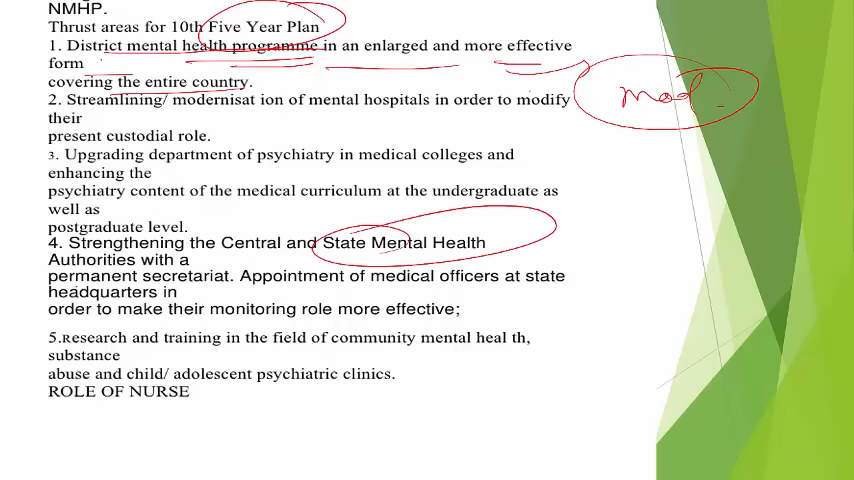 NMHP.
Thrust areas for 10th Five Year Plan
1. District mental health programme in an enlarged and more effective
form
covering the entire country.
2. Streamlining/ modernisat ion of mental hospitals in order to modify
their
present custodial role.
3. Upgrading department of psychiatry in medical colleges and
enhancing the
psychiatry content of the medical curriculum at the undergraduate as
well as
postgraduate level.
4. Strengthening the Central and State Mental Health
Authorities with a
permanent secretariat. Appointment of medical officers at state
headquarters in
order to make their monitoring role more effective;
5.Research and training in the field of community mental heal th,
substance
abuse and child/ adolescent psychiatric clinics.
ROLE OF NURSE